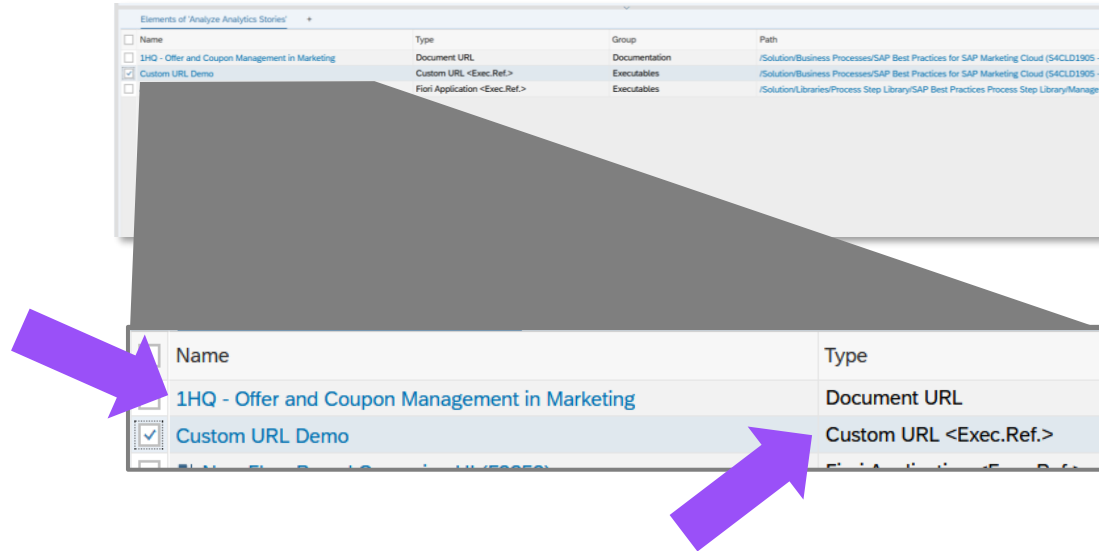 Elements of 'Analyze Analytics Stories' +
Name Type Group Path
1HQ - Offer and Coupon Management in Marketing Document URL Documentation /Solution/Business Processes/SAP Best Practices for SAP Marketing Cloud (S4CLD1905 -
Custom URL Demo Custom URL <Exec.Ref.> Executables /Solution/Business Processes/SAP Best Practices for SAP Marketing Cloud (S4CLD1905 -
Fiori Application <Exec.Ref.> Executables /Solution/Libraries/Process Step Library/SAP Best Practices Process Step Library/Manage
Name Type
1HQ - Offer and Coupon Management in Marketing Document URL
Custom URL Demo Custom URL <Exec.Ref.>